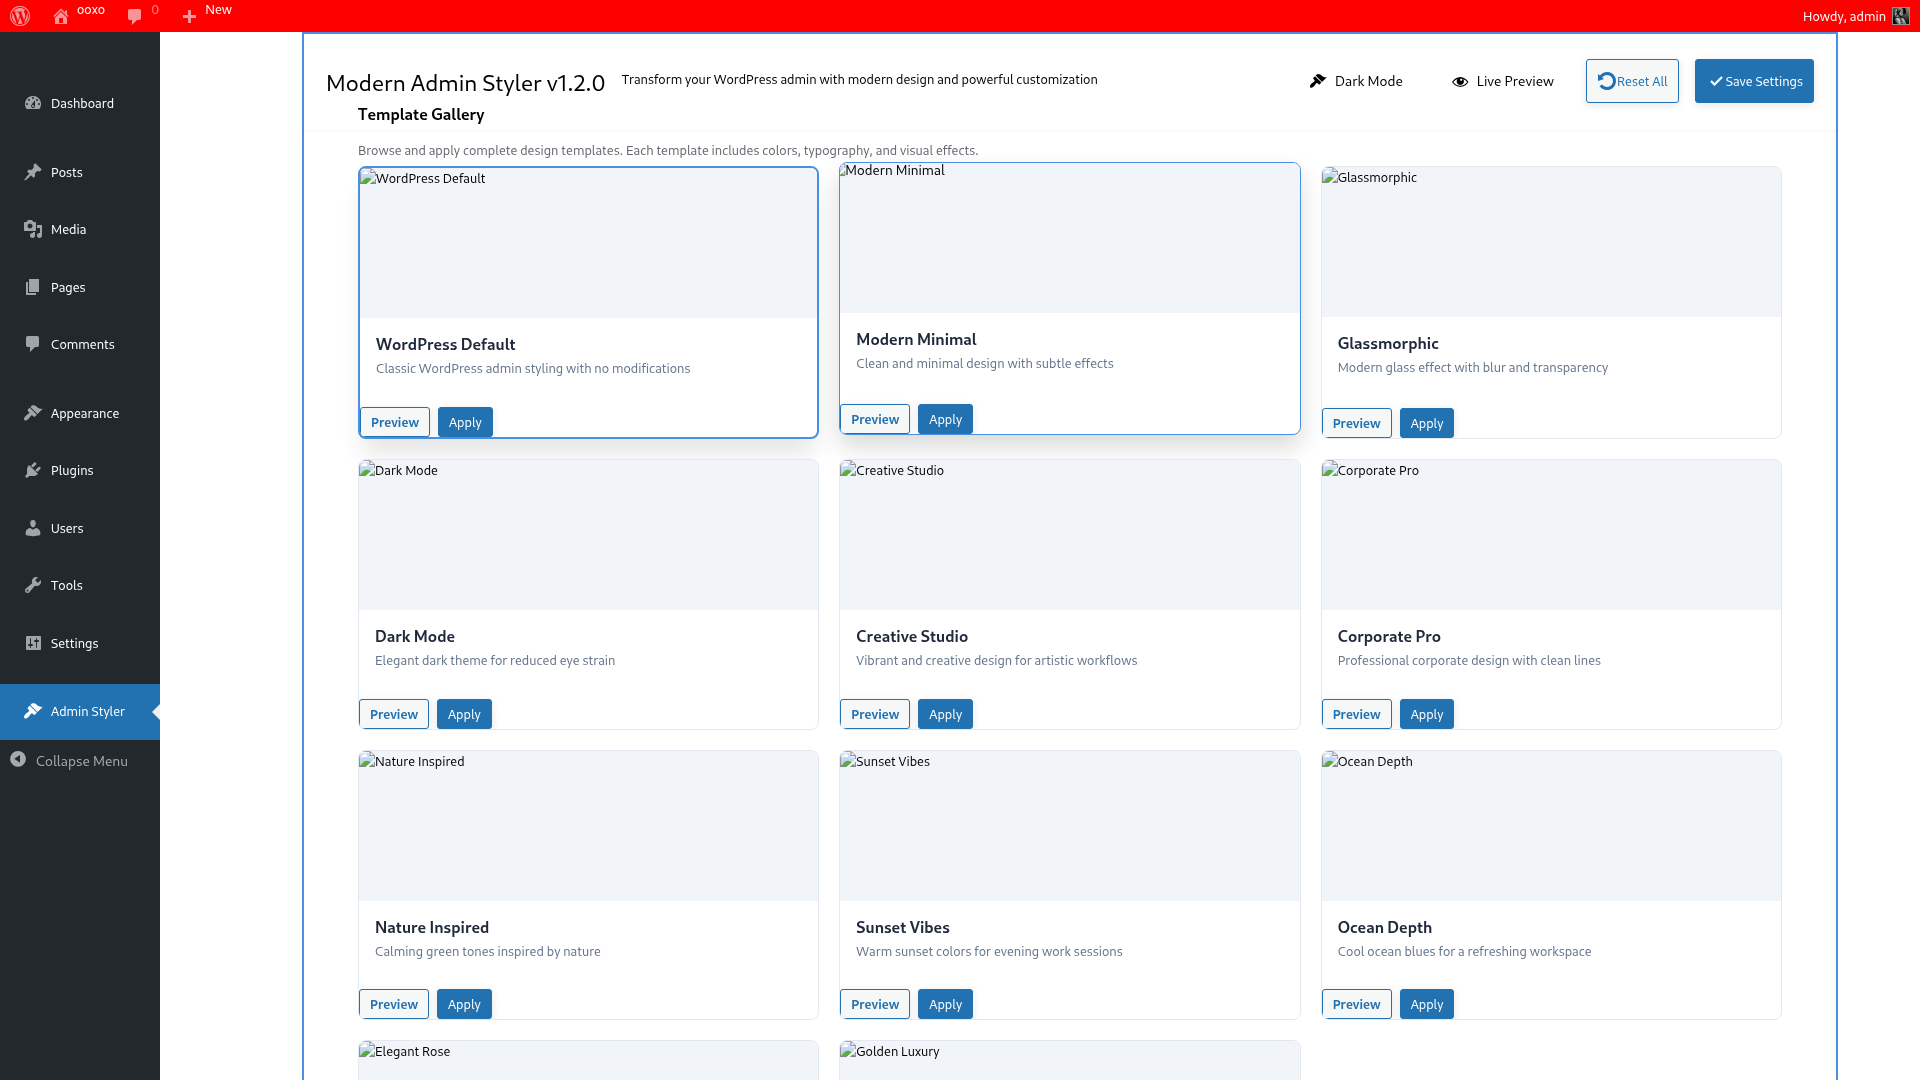 ooxo 0 New Howdy, admin
Dashboard
Posts
Media
Pages
Comments
Appearance
Plugins
Users
Tools
Settings
Admin Styler
Collapse Menu
Modern Admin Styler v1.2.0 Transform your WordPress admin with modern design and powerful customization Dark Mode Live Preview Reset All Save Settings
Template Gallery
Browse and apply complete design templates. Each template includes colors, typography, and visual effects.
WordPress Default
WordPress Default
Classic WordPress admin styling with no modifications
Preview Apply
Modern Minimal
Modern Minimal
Clean and minimal design with subtle effects
Preview Apply
Glassmorphic
Glassmorphic
Modern glass effect with blur and transparency
Preview Apply
Dark Mode
Dark Mode
Elegant dark theme for reduced eye strain
Preview Apply
Creative Studio
Creative Studio
Vibrant and creative design for artistic workflows
Preview Apply
Corporate Pro
Corporate Pro
Professional corporate design with clean lines
Preview Apply
Nature Inspired
Nature Inspired
Calming green tones inspired by nature
Preview Apply
Sunset Vibes
Sunset Vibes
Warm sunset colors for evening work sessions
Preview Apply
Ocean Depth
Ocean Depth
Cool ocean blues for a refreshing workspace
Preview Apply
Elegant Rose
Golden Luxury